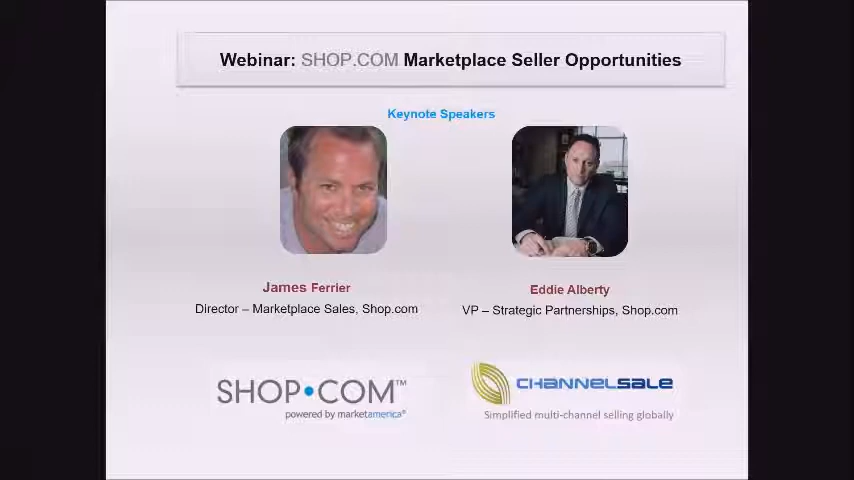 Webinar: SHOP.COM Marketplace Seller Opportunities
Keynote Speakers
James Ferrier
Director – Marketplace Sales, Shop.com
Eddie Alberty
VP – Strategic Partnerships, Shop.com
SHOP•COM™
powered by marketamerica®
CHANNELSALE
Simplified multi-channel selling globally